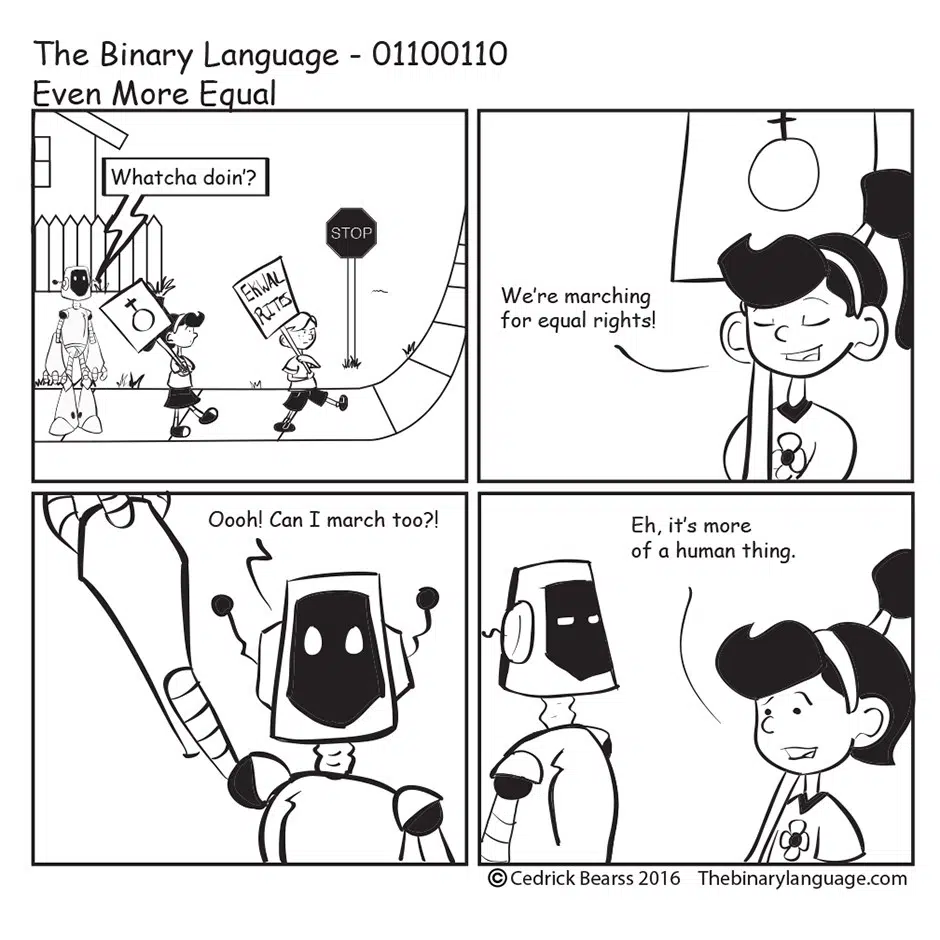 The Binary Language - 01100110
Even More Equal
Whatcha doin'?
STOP
EKWAL
RITES
We're marching
for equal rights!
Oooh! Can I march too?!
Eh, it's more
of a human thing.
© Cedrick Bearss 2016 Thebinarylanguage.com